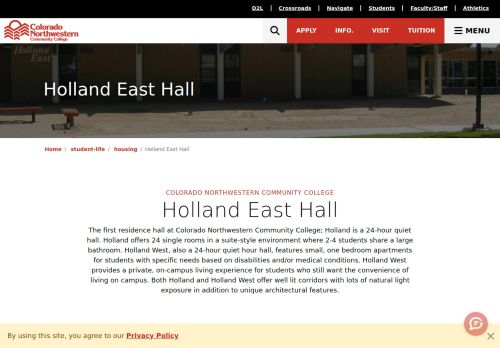 D2L | Crossroads | Navigate | Students | Faculty/Staff | Athletics
Colorado
Northwestern
Community College
APPLY INFO. VISIT TUITION MENU
Holland
East
Holland East Hall
Home / student-life / housing / Holland East Hall
COLORADO NORTHWESTERN COMMUNITY COLLEGE
Holland East Hall
The first residence hall at Colorado Northwestern Community College; Holland is a 24-hour quiet
hall. Holland offers 24 single rooms in a suite-style environment where 2-4 students share a large
bathroom. Holland West, also a 24-hour quiet hour hall, features small, one bedroom apartments
for students with specific needs based on disabilities and/or medical conditions. Holland West
provides a private, on-campus living experience for students who still want the convenience of
living on campus. Both Holland and Holland West offer well lit corridors with lots of natural light
exposure in addition to unique architectural features.
By using this site, you agree to our Privacy Policy